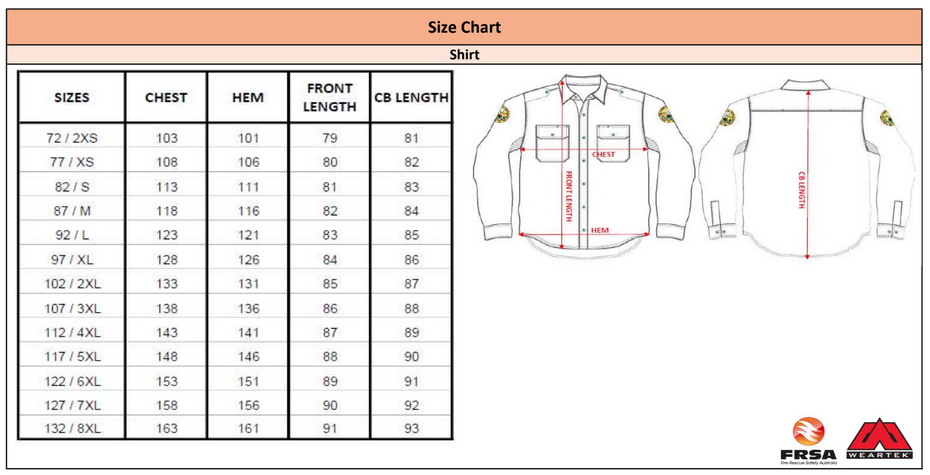 Size Chart
Shirt
SIZES CHEST HEM FRONT LENGTH CB LENGTH
72 / 2XS 103 101 79 81
77 / XS 108 106 80 82
82 / S 113 111 81 83
87 / M 118 116 82 84
92 / L 123 121 83 85
97 / XL 128 126 84 86
102 / 2XL 133 131 85 87
107 / 3XL 138 136 86 88
112 / 4XL 143 141 87 89
117 / 5XL 148 146 88 90
122 / 6XL 153 151 89 91
127 / 7XL 158 156 90 92
132 / 8XL 163 161 91 93
CHEST
FRONT LENGTH
HEM
CB LENGTH
FRSA
Fire Rescue Safety Australia
WEARTEK